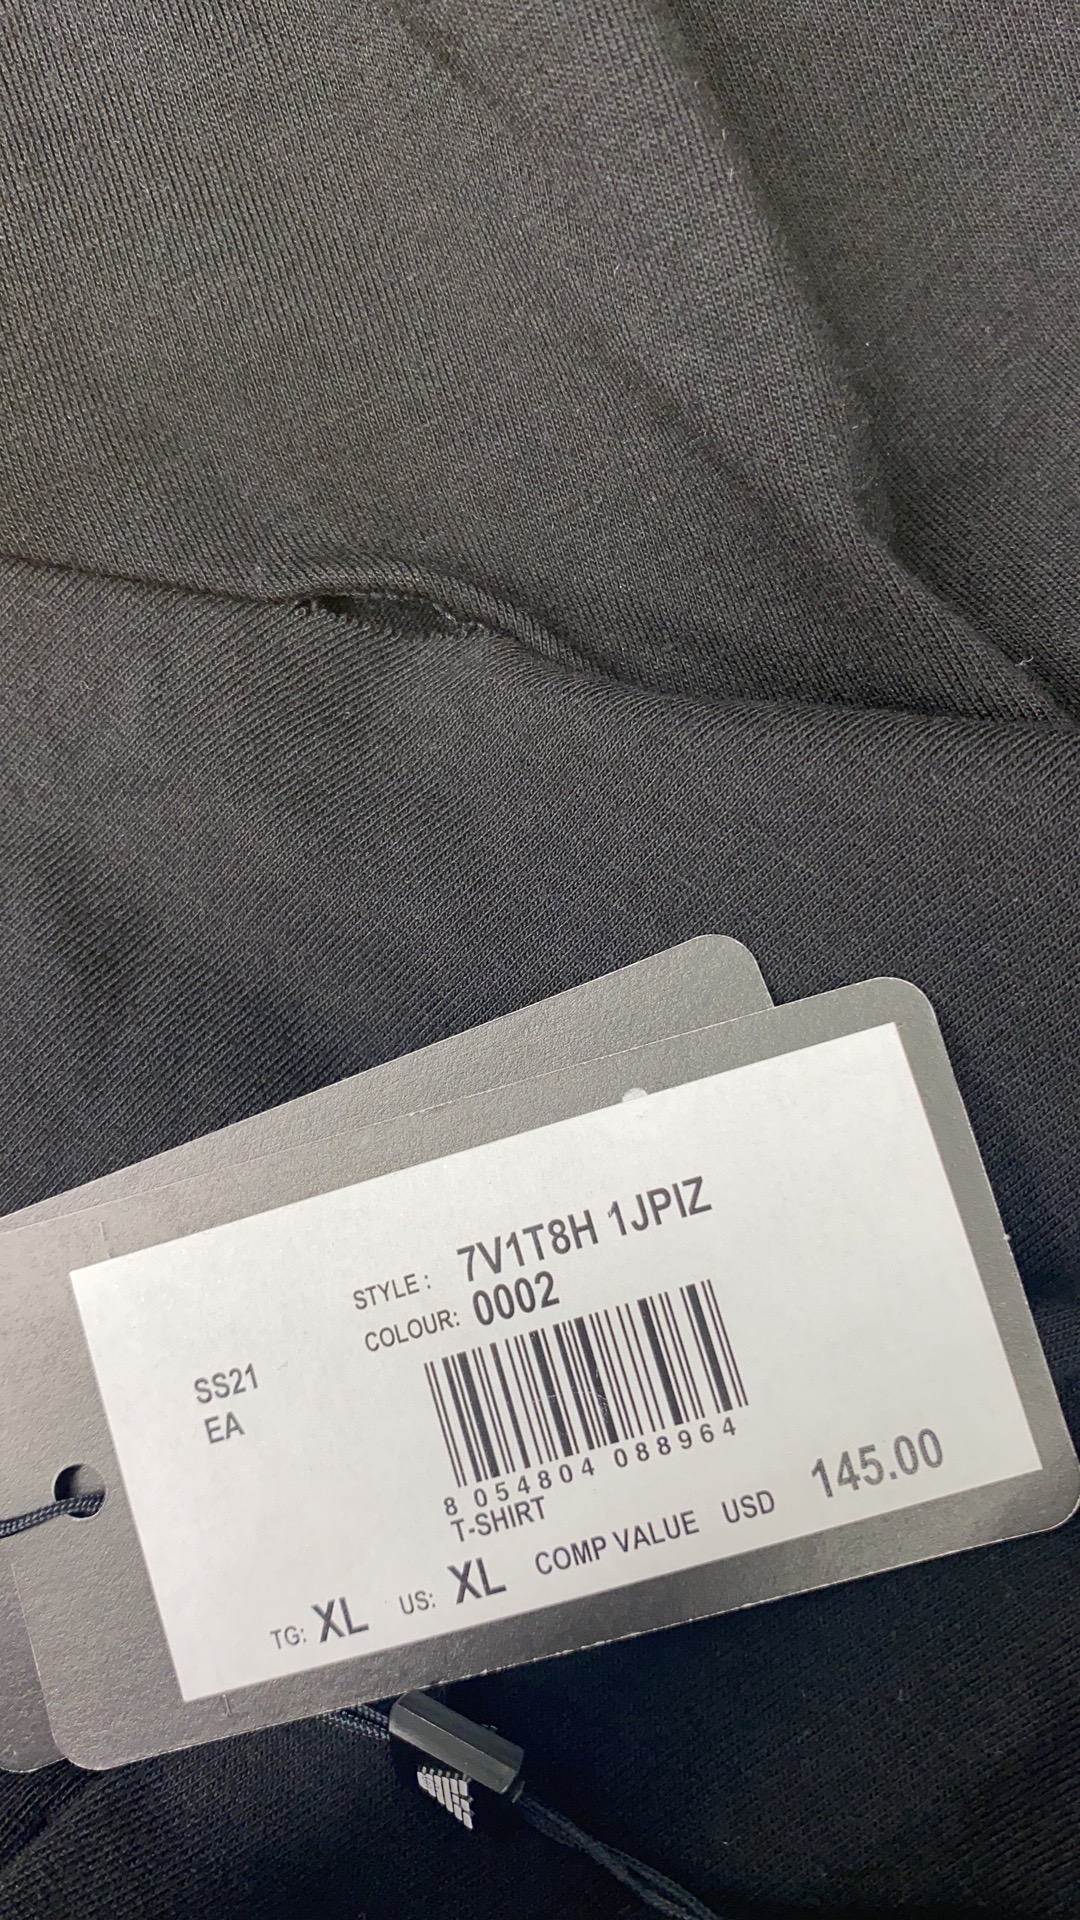 STYLE: 7V1T8H 1JPIZ
COLOUR: 0002
SS21
EA
8 054804 088964
T-SHIRT
TG: XL US: XL COMP VALUE USD 145.00